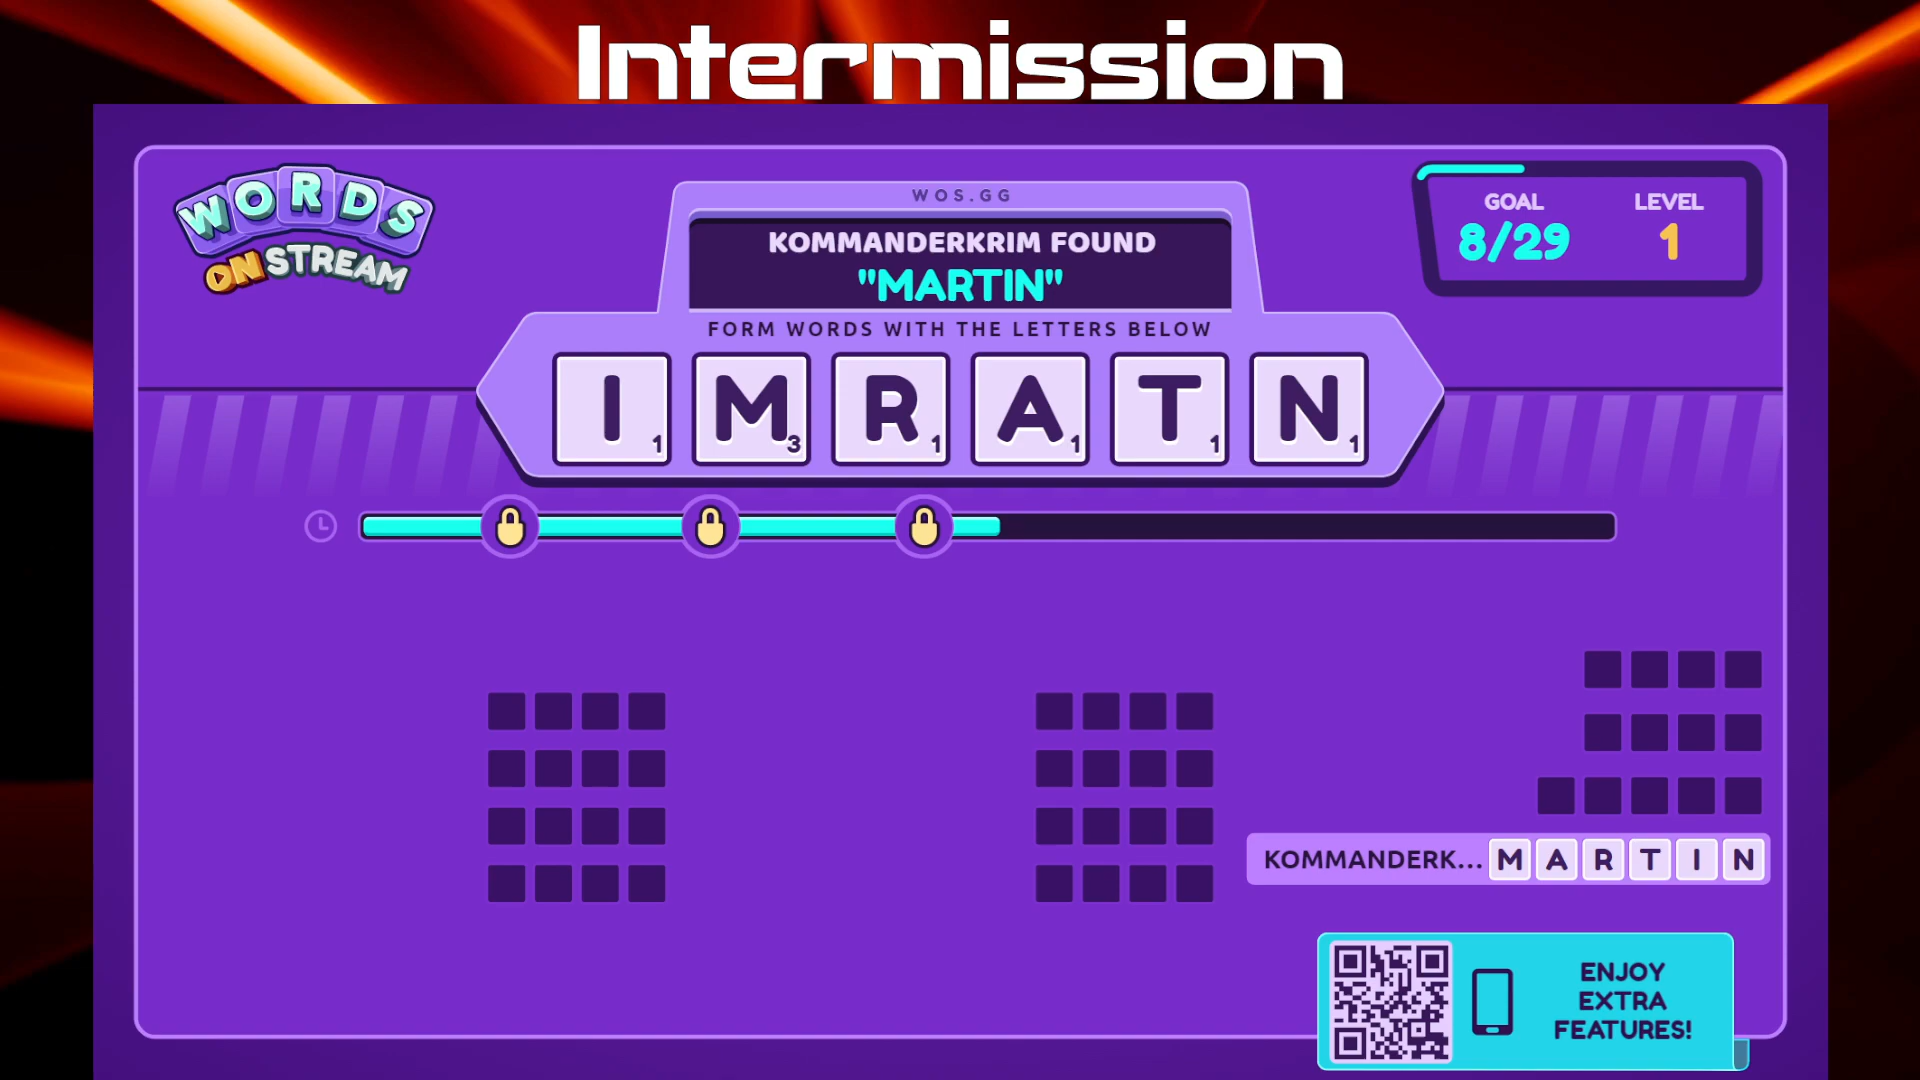 Intermission
WORDS
ON STREAM
WOS.GG
KOMMANDERKRIM FOUND
"MARTIN"
FORM WORDS WITH THE LETTERS BELOW
GOAL LEVEL
8/29 1
I 1 M 3 R 1 A 1 T 1 N 1
KOMMANDERK... M A R T I N
ENJOY
EXTRA
FEATURES!